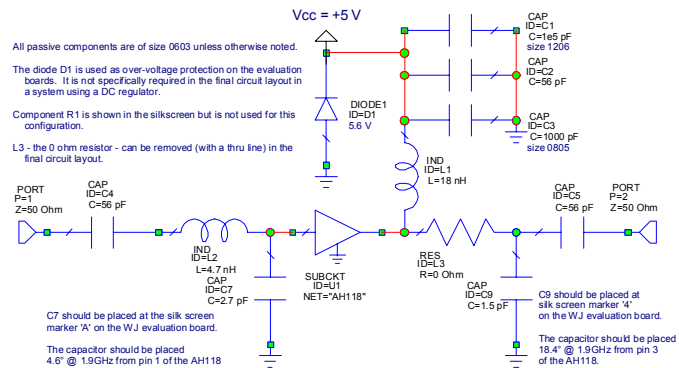 Vcc = +5 V
All passive components are of size 0603 unless otherwise noted.
The diode D1 is used as over-voltage protection on the evaluation
boards. It is not specifically required in the final circuit layout in
a system using a DC regulator.
Component R1 is shown in the silkscreen but is not used for this
configuration.
L3 - the 0 ohm resistor - can be removed (with a thru line) in the
final circuit layout.
CAP
ID=C1
C=1e5 pF
size 1206
CAP
ID=C2
C=56 pF
CAP
ID=C3
C=1000 pF
size 0805
DIODE1
ID=D1
5.6 V
IND
ID=L1
L=18 nH
PORT
P=1
Z=50 Ohm
CAP
ID=C4
C=56 pF
IND
ID=L2
L=4.7 nH
CAP
ID=C7
C=2.7 pF
SUBCKT
ID=U1
NET="AH118"
RES
ID=L3
R=0 Ohm
CAP
ID=C5
C=56 pF
PORT
P=2
Z=50 Ohm
CAP
ID=C9
C=1.5 pF
C7 should be placed at the silk screen
marker 'A' on the WJ evaluation board.
The capacitor should be placed
4.6° @ 1.9GHz from pin 1 of the AH118
C9 should be placed at
silk screen marker '4'
on the WJ evaluation board.
The capacitor should be placed
18.4° @ 1.9GHz from pin 3
of the AH118.